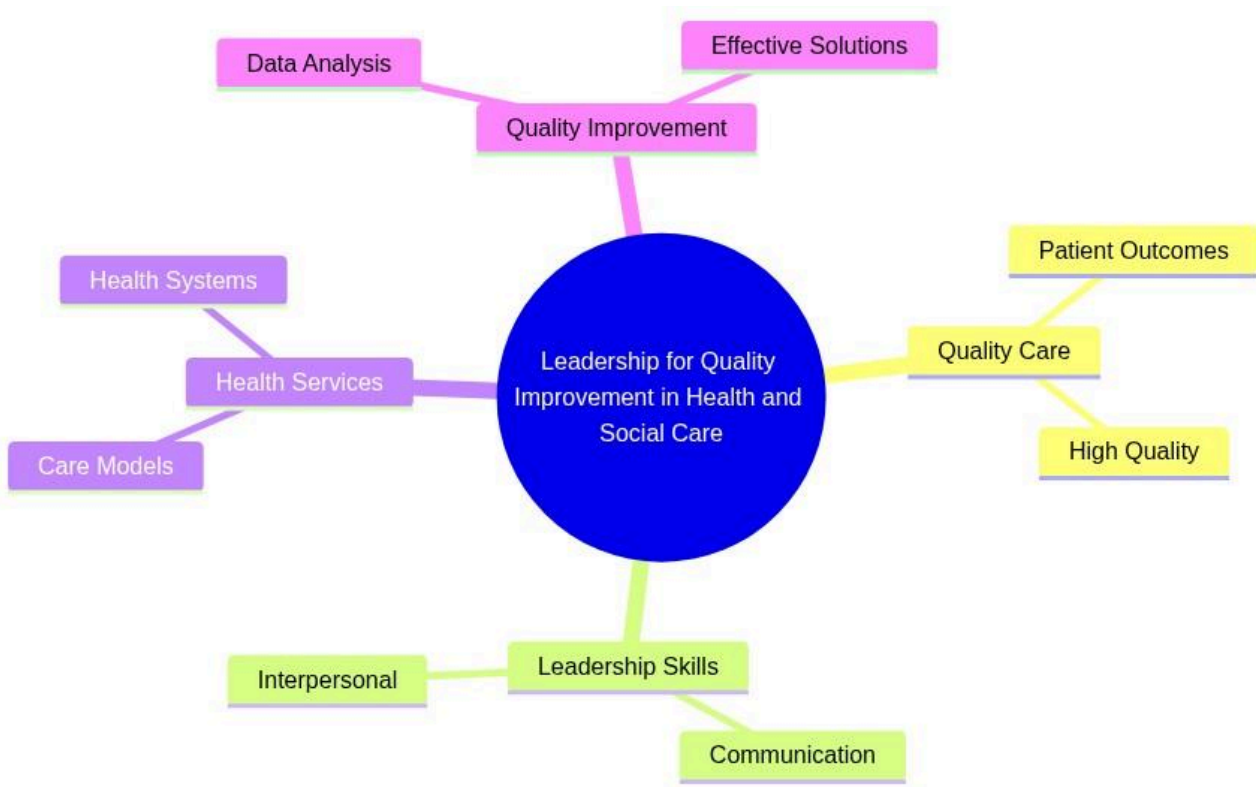 Effective Solutions
Data Analysis
Quality Improvement
Patient Outcomes
Health Systems
Quality Care
Leadership for Quality
Improvement in Health and
Social Care
Health Services
High Quality
Care Models
Leadership Skills
Interpersonal
Communication